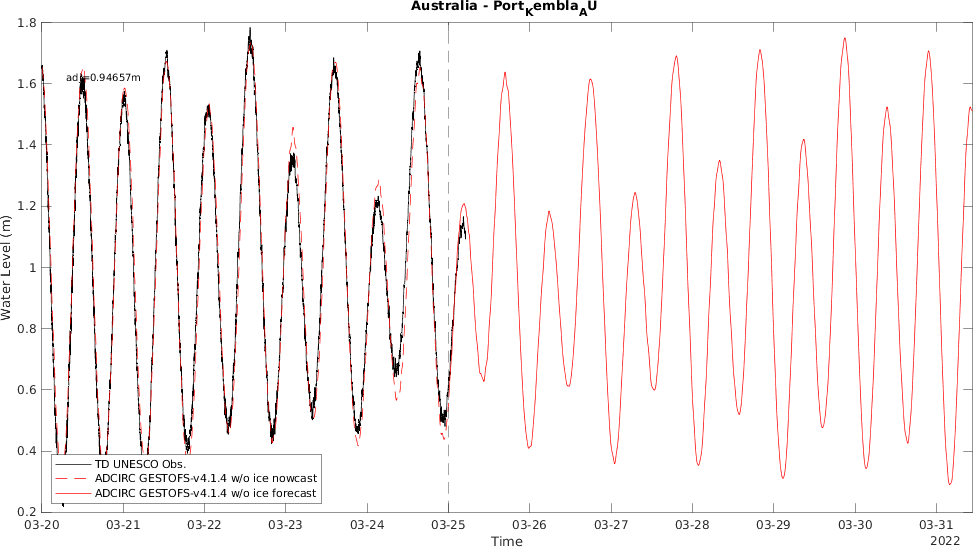 Australia - PortKemblaAU
1.8
1.6
1.4
1.2
1
0.8
0.6
0.4
0.2
Water Level (m)
adj=0.94657m
TD UNESCO Obs.
ADCIRC GESTOFS-v4.1.4 w/o ice nowcast
ADCIRC GESTOFS-v4.1.4 w/o ice forecast
03-20 03-21 03-22 03-23 03-24 03-25 03-26 03-27 03-28 03-29 03-30 03-31
Time
2022